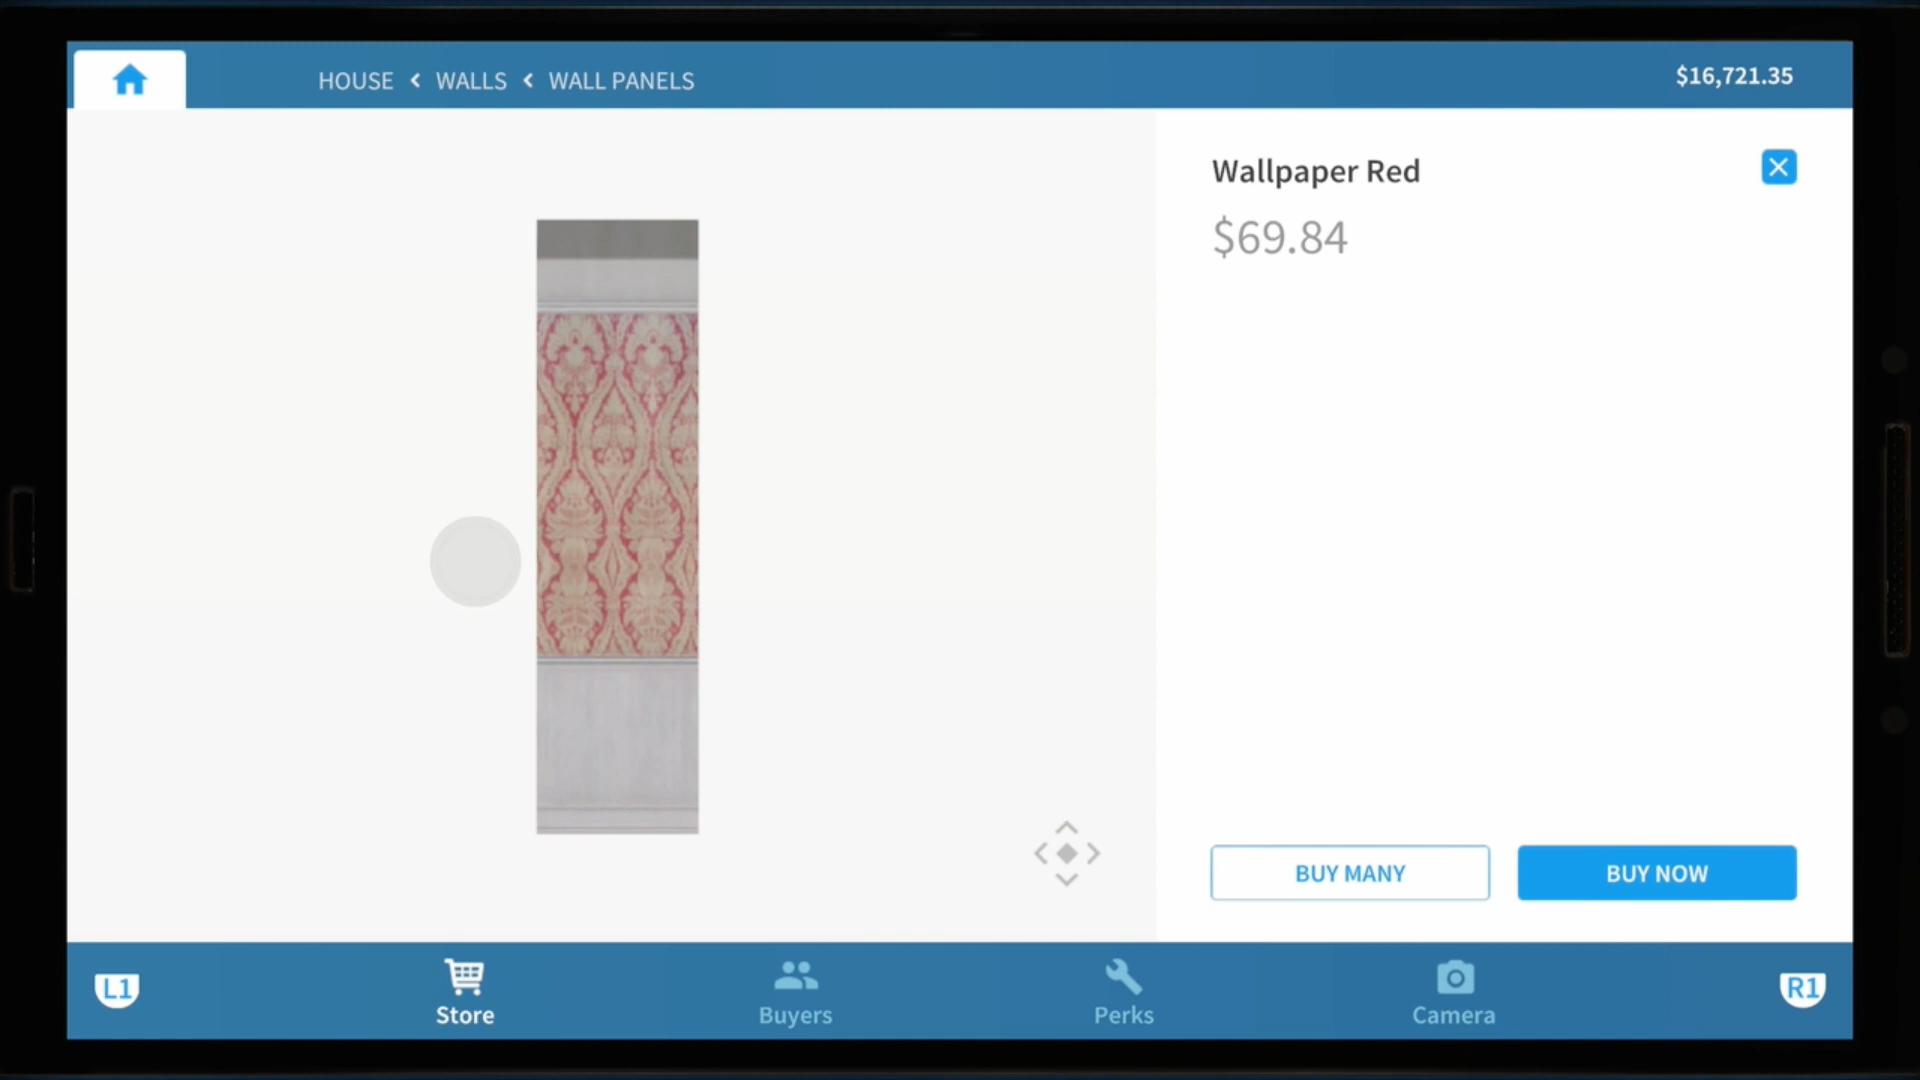 HOUSE < WALLS < WALL PANELS
$16,721.35
Wallpaper Red
$69.84
BUY MANY
BUY NOW
L1
Store
Buyers
Perks
Camera
R1